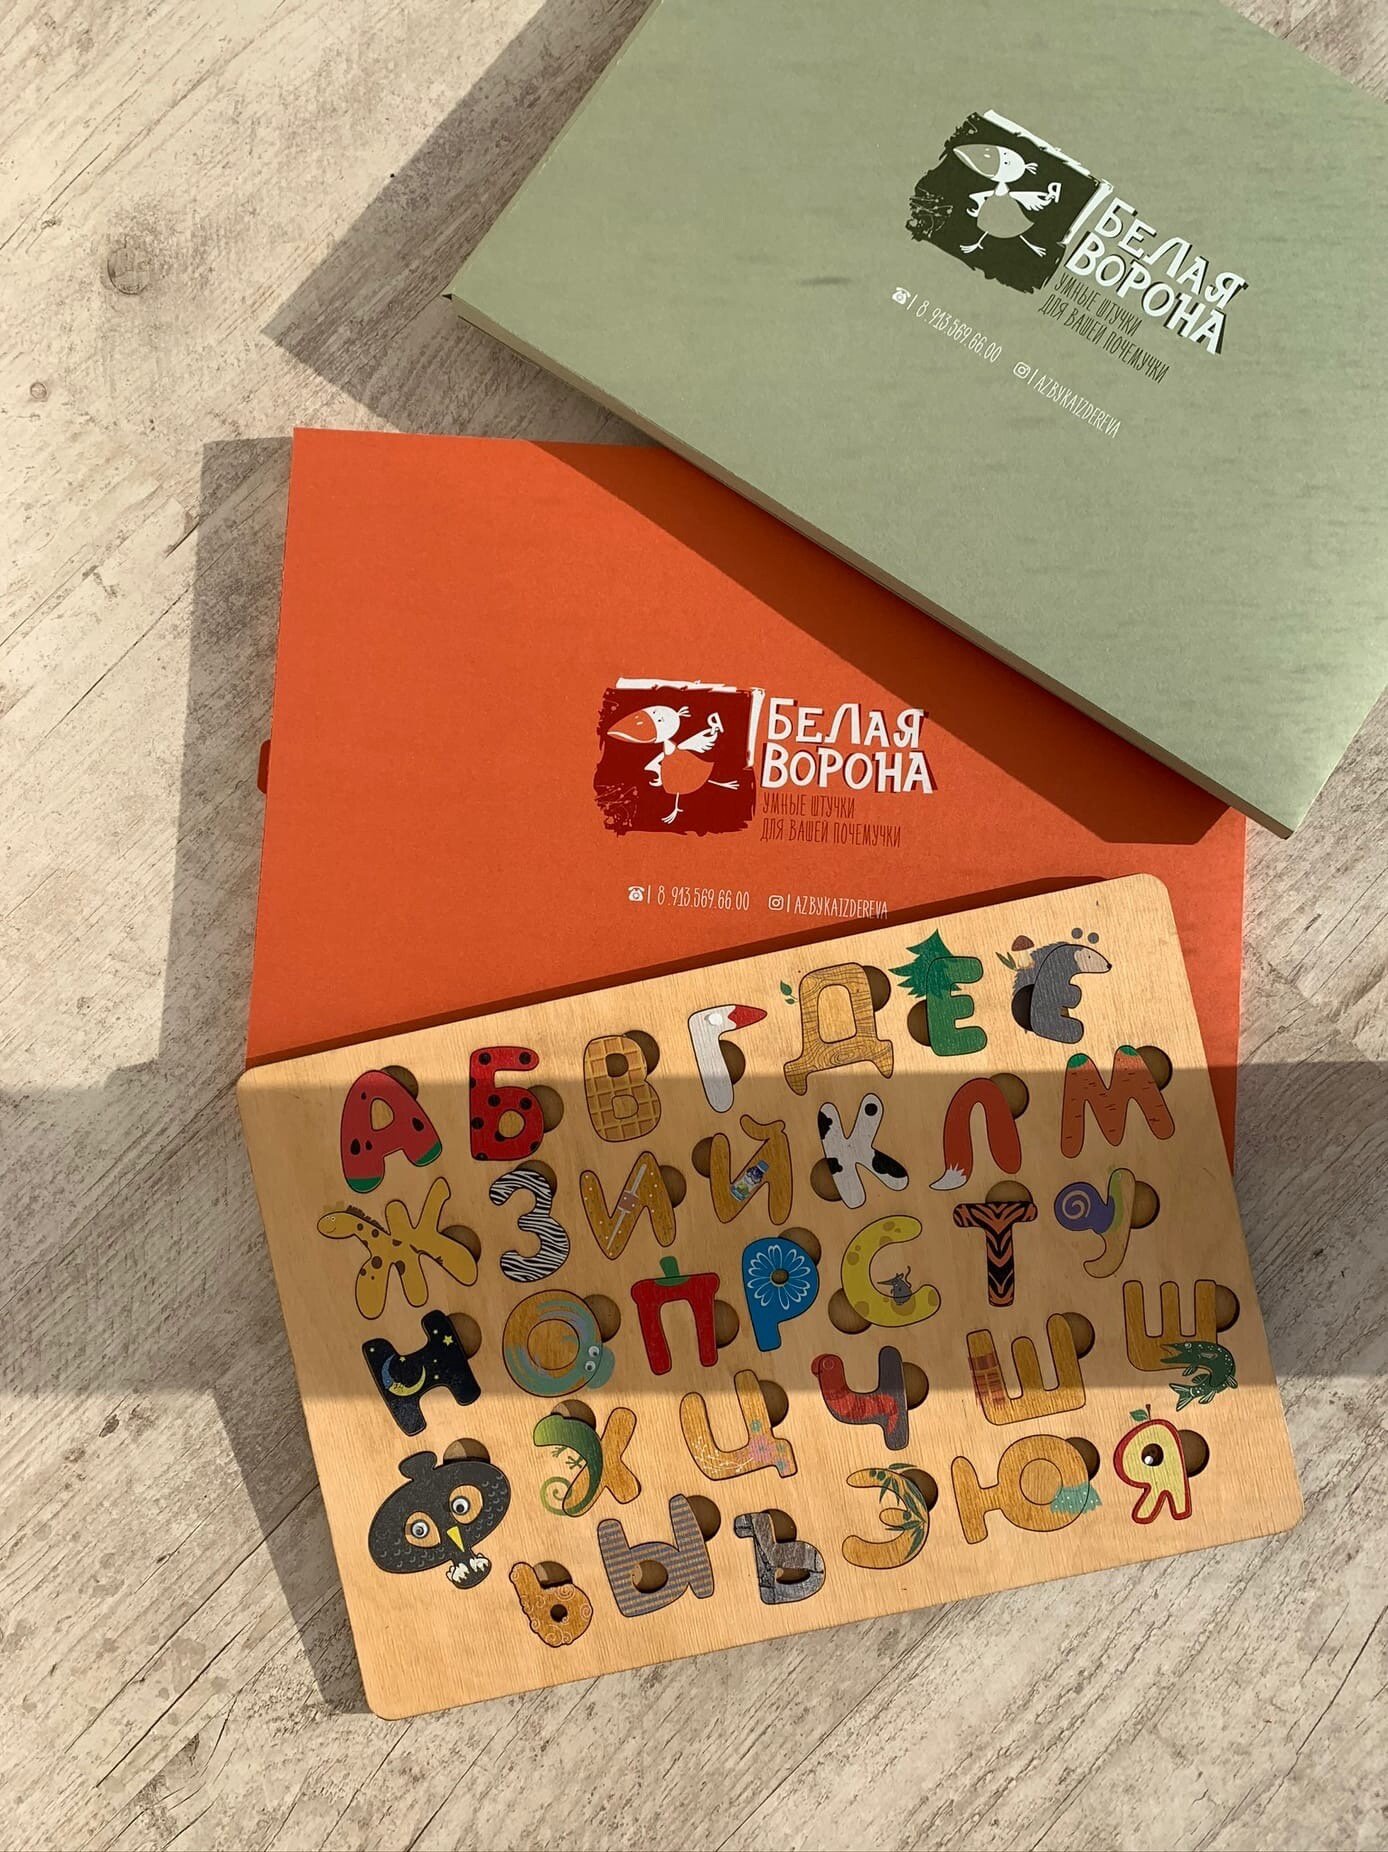 БЕЛАЯ
ВОРОНА
УМНЫЕ ШТУЧКИ
ДЛЯ ВАШЕЙ ПОЧЕМУЧКИ
8.913.569.66.00 AZBYKAIZDEREVA
БЕЛАЯ
ВОРОНА
УМНЫЕ ШТУЧКИ
ДЛЯ ВАШЕЙ ПОЧЕМУЧКИ
8.913.569.66.00 AZBYKAIZDEREVA
А Б В Г Д Е Ё
Ж З И Й К Л М
Н О П Р С Т У
Ф Х Ц Ч Ш Щ
Ь Ы Ъ Э Ю Я